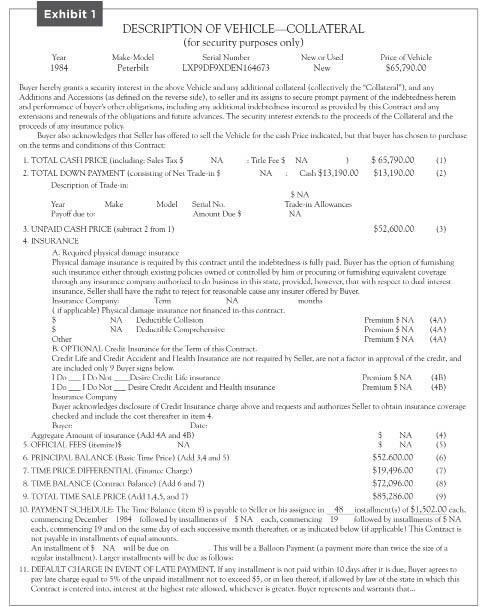 Exhibit 1
DESCRIPTION OF VEHICLE—COLLATERAL
(for security purposes only)
Year Make-Model Serial Number New or Used Price of Vehicle
1984 Peterbilt LXP9DF9XDEN164673 New $65,790.00
Buyer hereby grants a security interest in the above Vehicle and any additional collateral (collectively the "Collateral"), and any
Additions and Accessions (as defined on the reverse side), to seller and its assigns to secure prompt payment of the indebtedness herein
and performance of buyer's other obligations, including any additional indebtedness incurred as provided by this Contract and any
extensions and renewals of the obligations and future advances. The security interest extends to the proceeds of the Collateral and the
proceeds of any insurance policy.
Buyer also acknowledges that Seller has offered to sell the Vehicle for the cash Price indicated, but that buyer has chosen to purchase
on the terms and conditions of this Contract:
1. TOTAL CASH PRICE (including: Sales Tax $ NA : Title Fee $ NA ) $ 65,790.00 (1)
2. TOTAL DOWN PAYMENT (consisting of Net Trade-in $ NA : Cash $13,190.00 $13,190.00 (2)
Description of Trade-in:
$ NA
Year Make Model Serial No. Trade-in Allowances
Payoff due to: Amount Due $ NA
3. UNPAID CASH PRICE (subtract 2 from 1) $52,600.00 (3)
4. INSURANCE
A. Required physical damage insurance
Physical damage insurance is required by this contract until the indebtedness is fully paid. Buyer has the option of furnishing
such insurance either through existing policies owned or controlled by him or procuring or furnishing equivalent coverage
through any insurance company authorized to do business in this state, provided, however, that with respect to dual interest
insurance, Seller shall have the right to reject for reasonable cause any insurer offered by Buyer.
Insurance Company: Term NA months
( if applicable) Physical damage insurance not financed in-this contract.
$ NA Deductible Collision Premium $ NA (4A)
$ NA Deductible Comprehensive Premium $ NA (4A)
Other Premium $ NA (4A)
B. OPTIONAL Credit Insurance for the Term of this Contract.
Credit Life and Credit Accident and Health Insurance are not required by Seller, are not a factor in approval of the credit, and
are included only 9 Buyer signs below.
I Do ___ I Do Not ___ Desire Credit Life insurance Premium $ NA (4B)
I Do ___ I Do Not ___ Desire Credit Accident and Health insurance Premium $ NA (4B)
Insurance Company
Buyer acknowledges disclosure of Credit Insurance charge above and requests and authorizes Seller to obtain insurance coverage
checked and include the cost thereafter in item 4.
Buyer: Date:
Aggregate Amount of insurance (Add 4A and 4B) $ NA (4)
5. OFFICIAL FEES (itemize)$ NA $ NA (5)
6. PRINCIPAL BALANCE (Basic Time Price) (Add 3,4 and 5) $52.600.00 (6)
7. TIME PRICE DIFFERENTIAL (Finance Charge) $19,496.00 (7)
8. TIME BALANCE (Contract Balance) (Add 6 and 7) $72,096.00 (8)
9. TOTAL TIME SALE PRICE (Add 1,4,5, and 7) $85,286.00 (9)
10. PAYMENT SCHEDULE: The Time Balance (item 8) is payable to Seller or his assignee in 48 installment(s) of $1,502.00 each,
commencing December 1984 followed by installments of $ NA each, commencing 19 followed by installments of $ NA
each, commencing 19 and on the same day of each successive month thereafter, or as indicated below (if applicable) This Contract is
not payable in installments of equal amounts.
An installment of $ NA will be due on This will be a Balloon Payment (a payment more than twice the size of a
regular installment). Larger installments will be due as follows:
11. DEFAULT CHARGE IN EVENT OF LATE PAYMENT. If any installment is not paid within 10 days after it is due, Buyer agrees to
pay late charge equal to 5% of the unpaid installment not to exceed $5, or in lieu thereof, if allowed by law of the state in which this
Contract is entered into, interest at the highest rate allowed, whichever is greater. Buyer represents and warrants that...